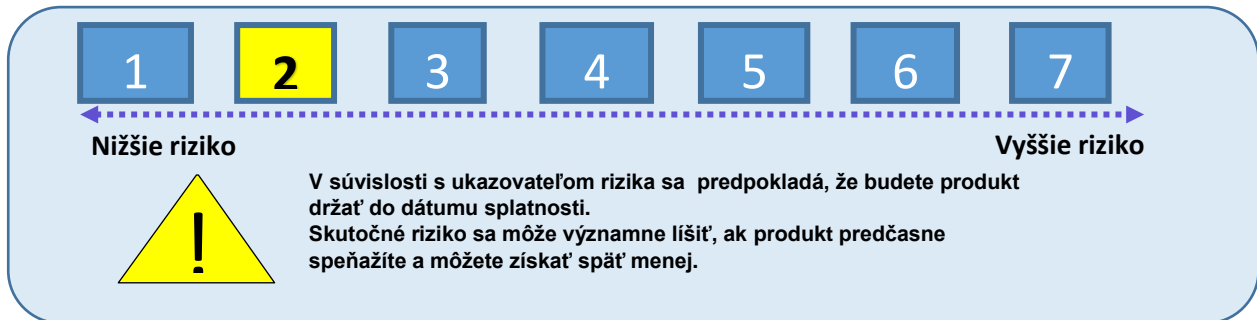 1 2 3 4 5 6 7
Nižšie riziko Vyššie riziko
V súvislosti s ukazovateľom rizika sa predpokladá, že budete produkt
držať do dátumu splatnosti.
Skutočné riziko sa môže významne líšiť, ak produkt predčasne
speňažíte a môžete získať späť menej.
!